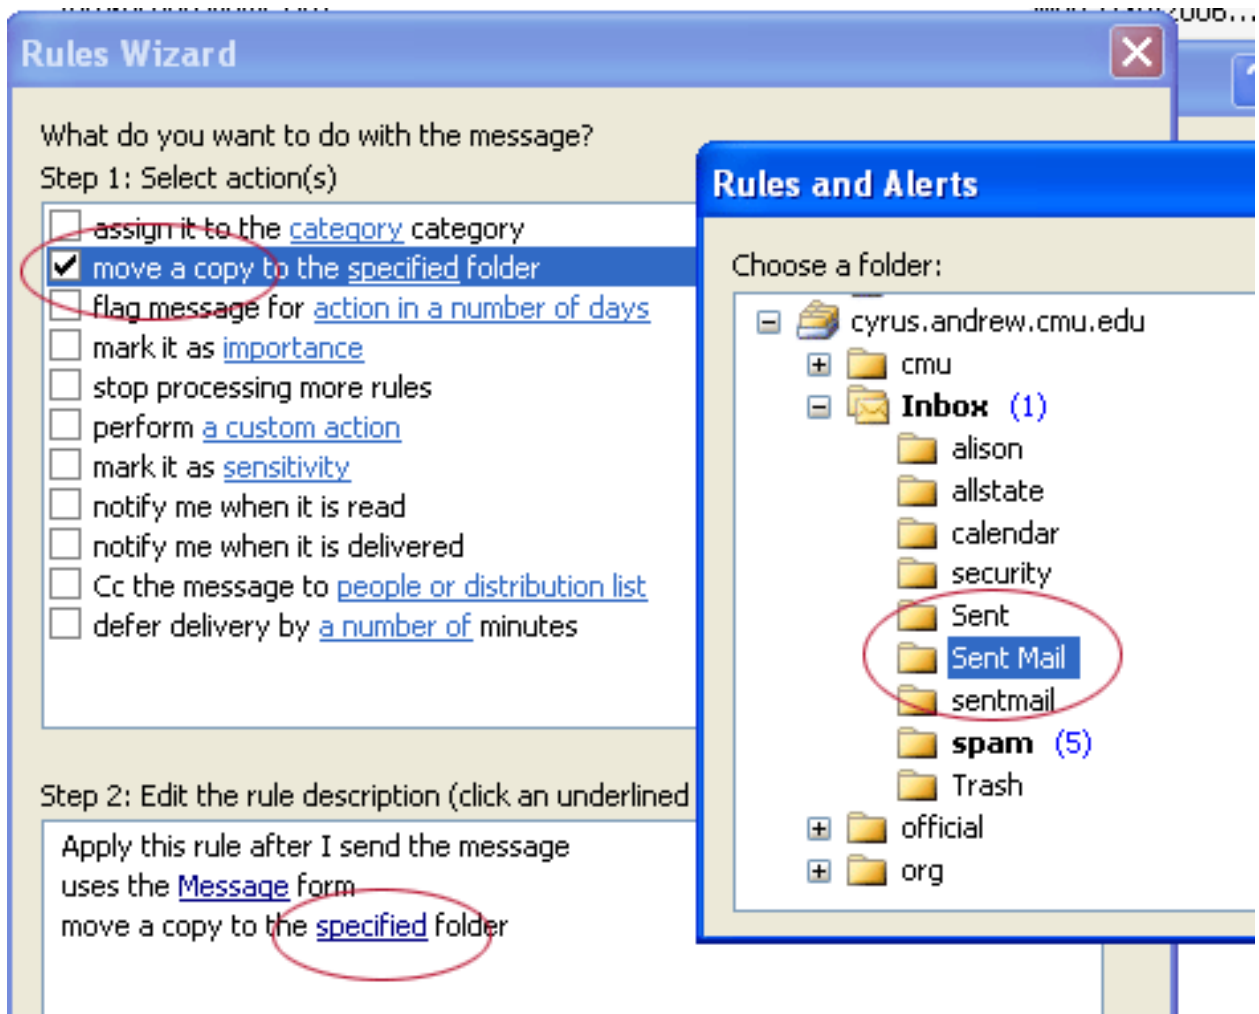 Rules Wizard
What do you want to do with the message?
Step 1: Select action(s)
assign it to the category category
move a copy to the specified folder
flag message for action in a number of days
mark it as importance
stop processing more rules
perform a custom action
mark it as sensitivity
notify me when it is read
notify me when it is delivered
Cc the message to people or distribution list
defer delivery by a number of minutes
Step 2: Edit the rule description (click an underlined
Apply this rule after I send the message
uses the Message form
move a copy to the specified folder
Rules and Alerts
Choose a folder:
cyrus.andrew.cmu.edu
cmu
Inbox (1)
alison
allstate
calendar
security
Sent
Sent Mail
sentmail
spam (5)
Trash
official
org